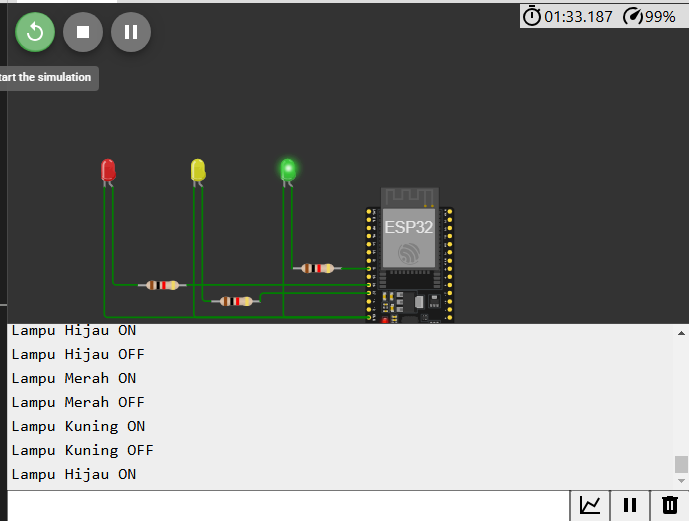 01:33.187 99%
tart the simulation
ESP32
Lampu Hijau ON
Lampu Hijau OFF
Lampu Merah ON
Lampu Merah OFF
Lampu Kuning ON
Lampu Kuning OFF
Lampu Hijau ON